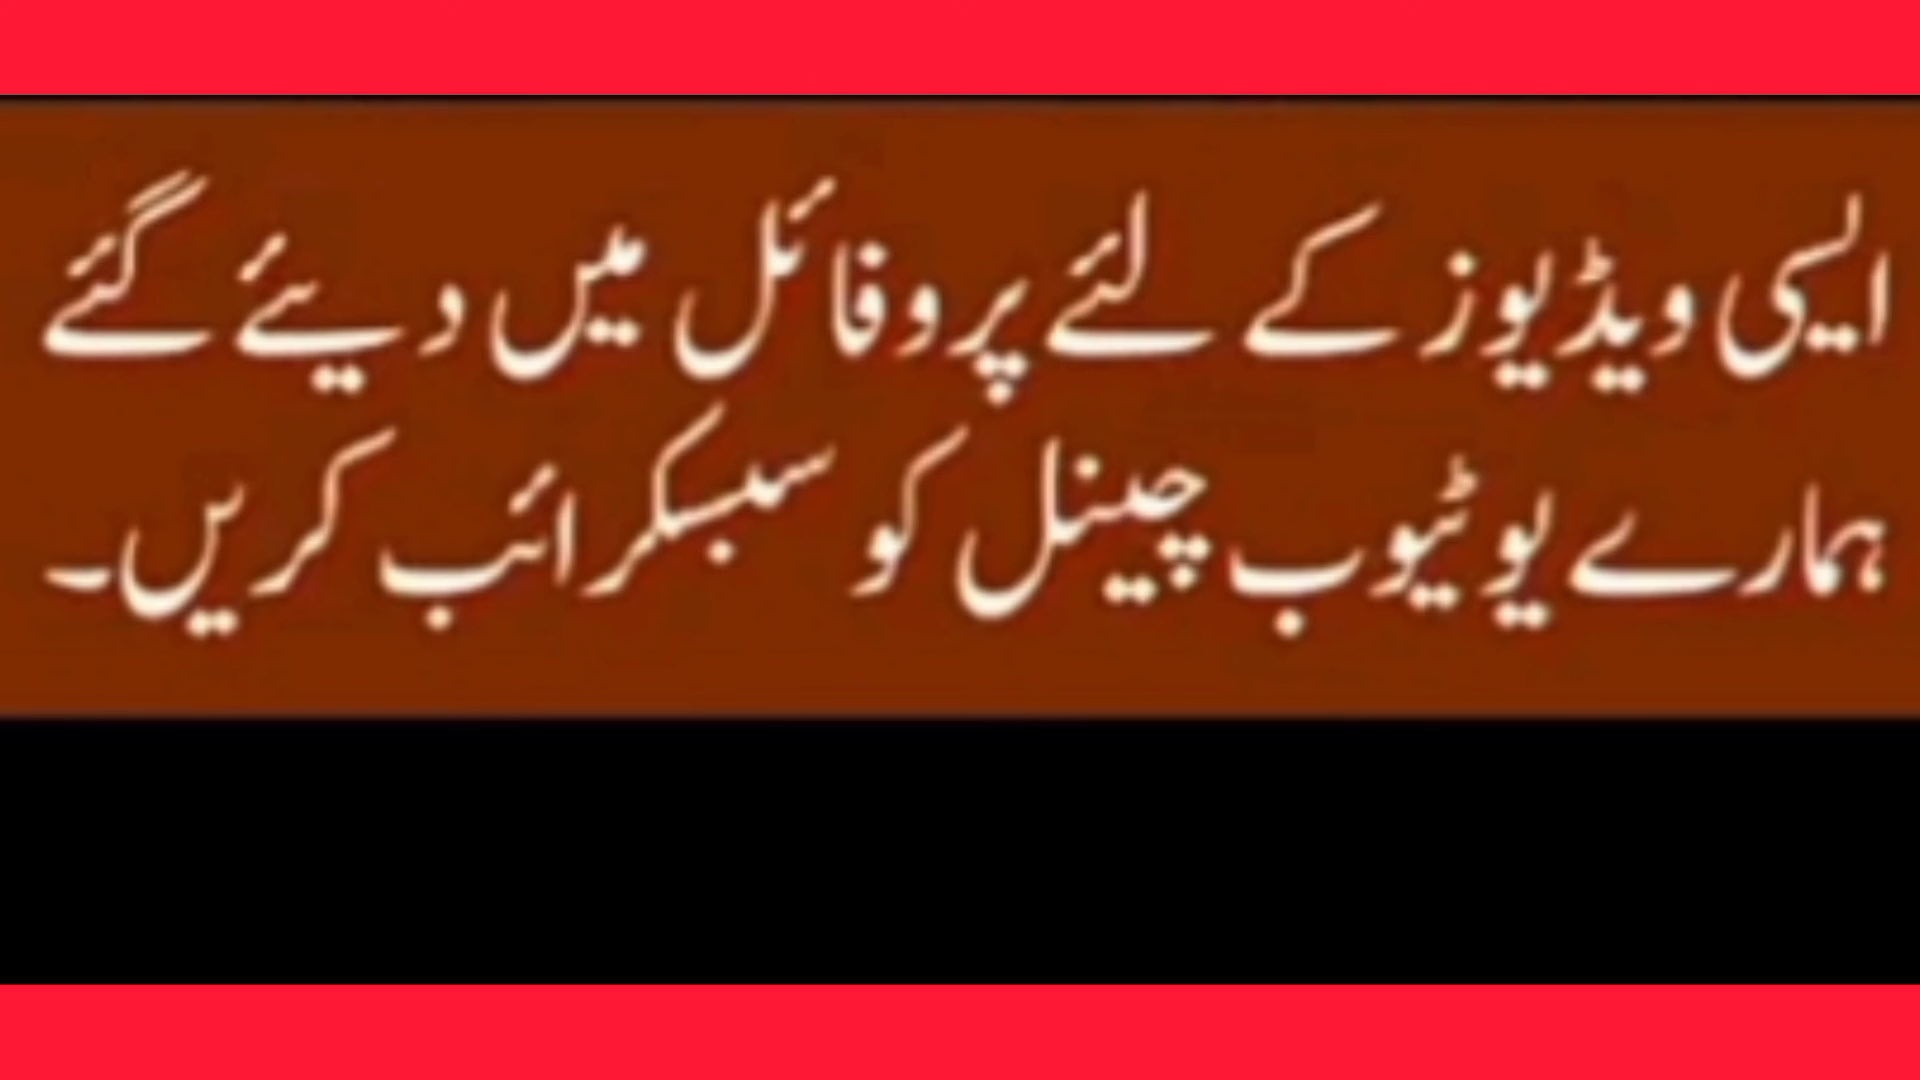 ایسی ویڈیوز کے لئے پروفائل میں دیئے گئے
ہمارے یوٹیوب چینل کو سبسکرائب کریں۔